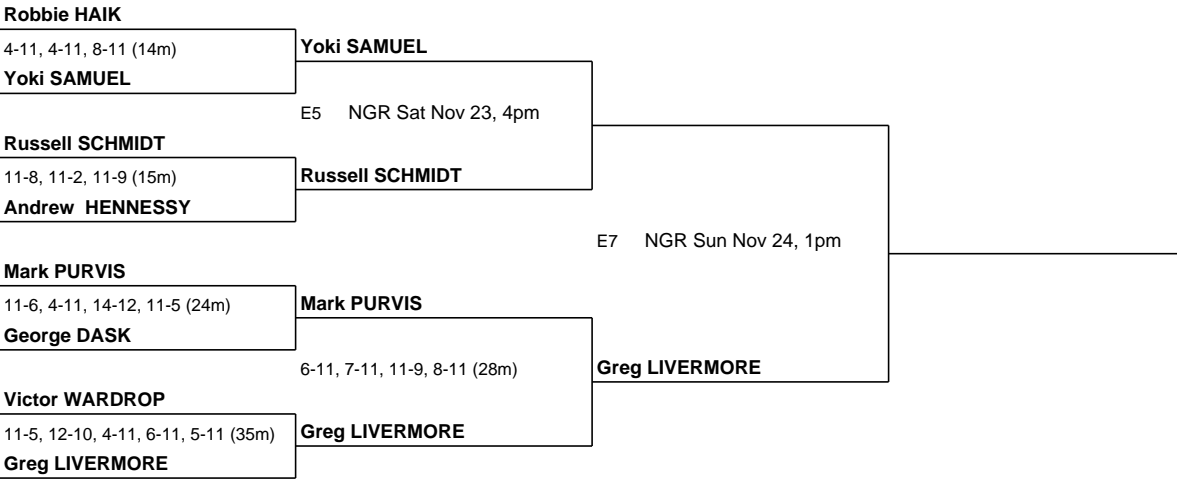 Robbie HAIK
4-11, 4-11, 8-11 (14m)
Yoki SAMUEL
Yoki SAMUEL
E5 NGR Sat Nov 23, 4pm
Russell SCHMIDT
11-8, 11-2, 11-9 (15m)
Russell SCHMIDT
Andrew HENNESSY
E7 NGR Sun Nov 24, 1pm
Mark PURVIS
11-6, 4-11, 14-12, 11-5 (24m)
Mark PURVIS
George DASK
6-11, 7-11, 11-9, 8-11 (28m)
Greg LIVERMORE
Victor WARDROP
11-5, 12-10, 4-11, 6-11, 5-11 (35m)
Greg LIVERMORE
Greg LIVERMORE